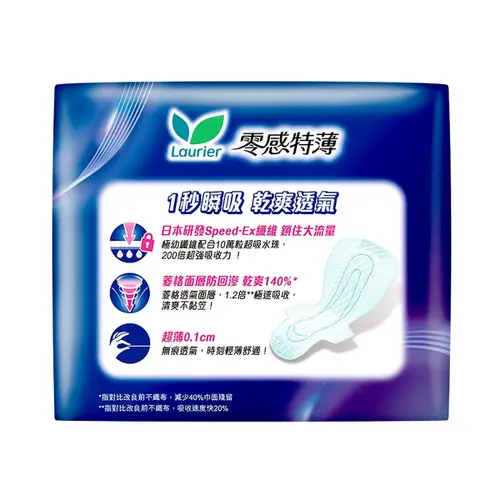 Laurier 零感特薄
1秒瞬吸 乾爽透氣
日本研發Speed-Ex纖維 鎖住大流量
極幼纖維配合10萬粒超吸水珠，
200倍超強吸收力！
菱格面層防回滲 乾爽140%*
菱格透氣面層，1.2倍**極速吸收，
清爽不黏笠！
超薄0.1cm
無痕透氣，時刻輕薄舒適！
*指對比改良前不織布，減少40%巾面殘留
**指對比改良前不織布，吸收速度快20%